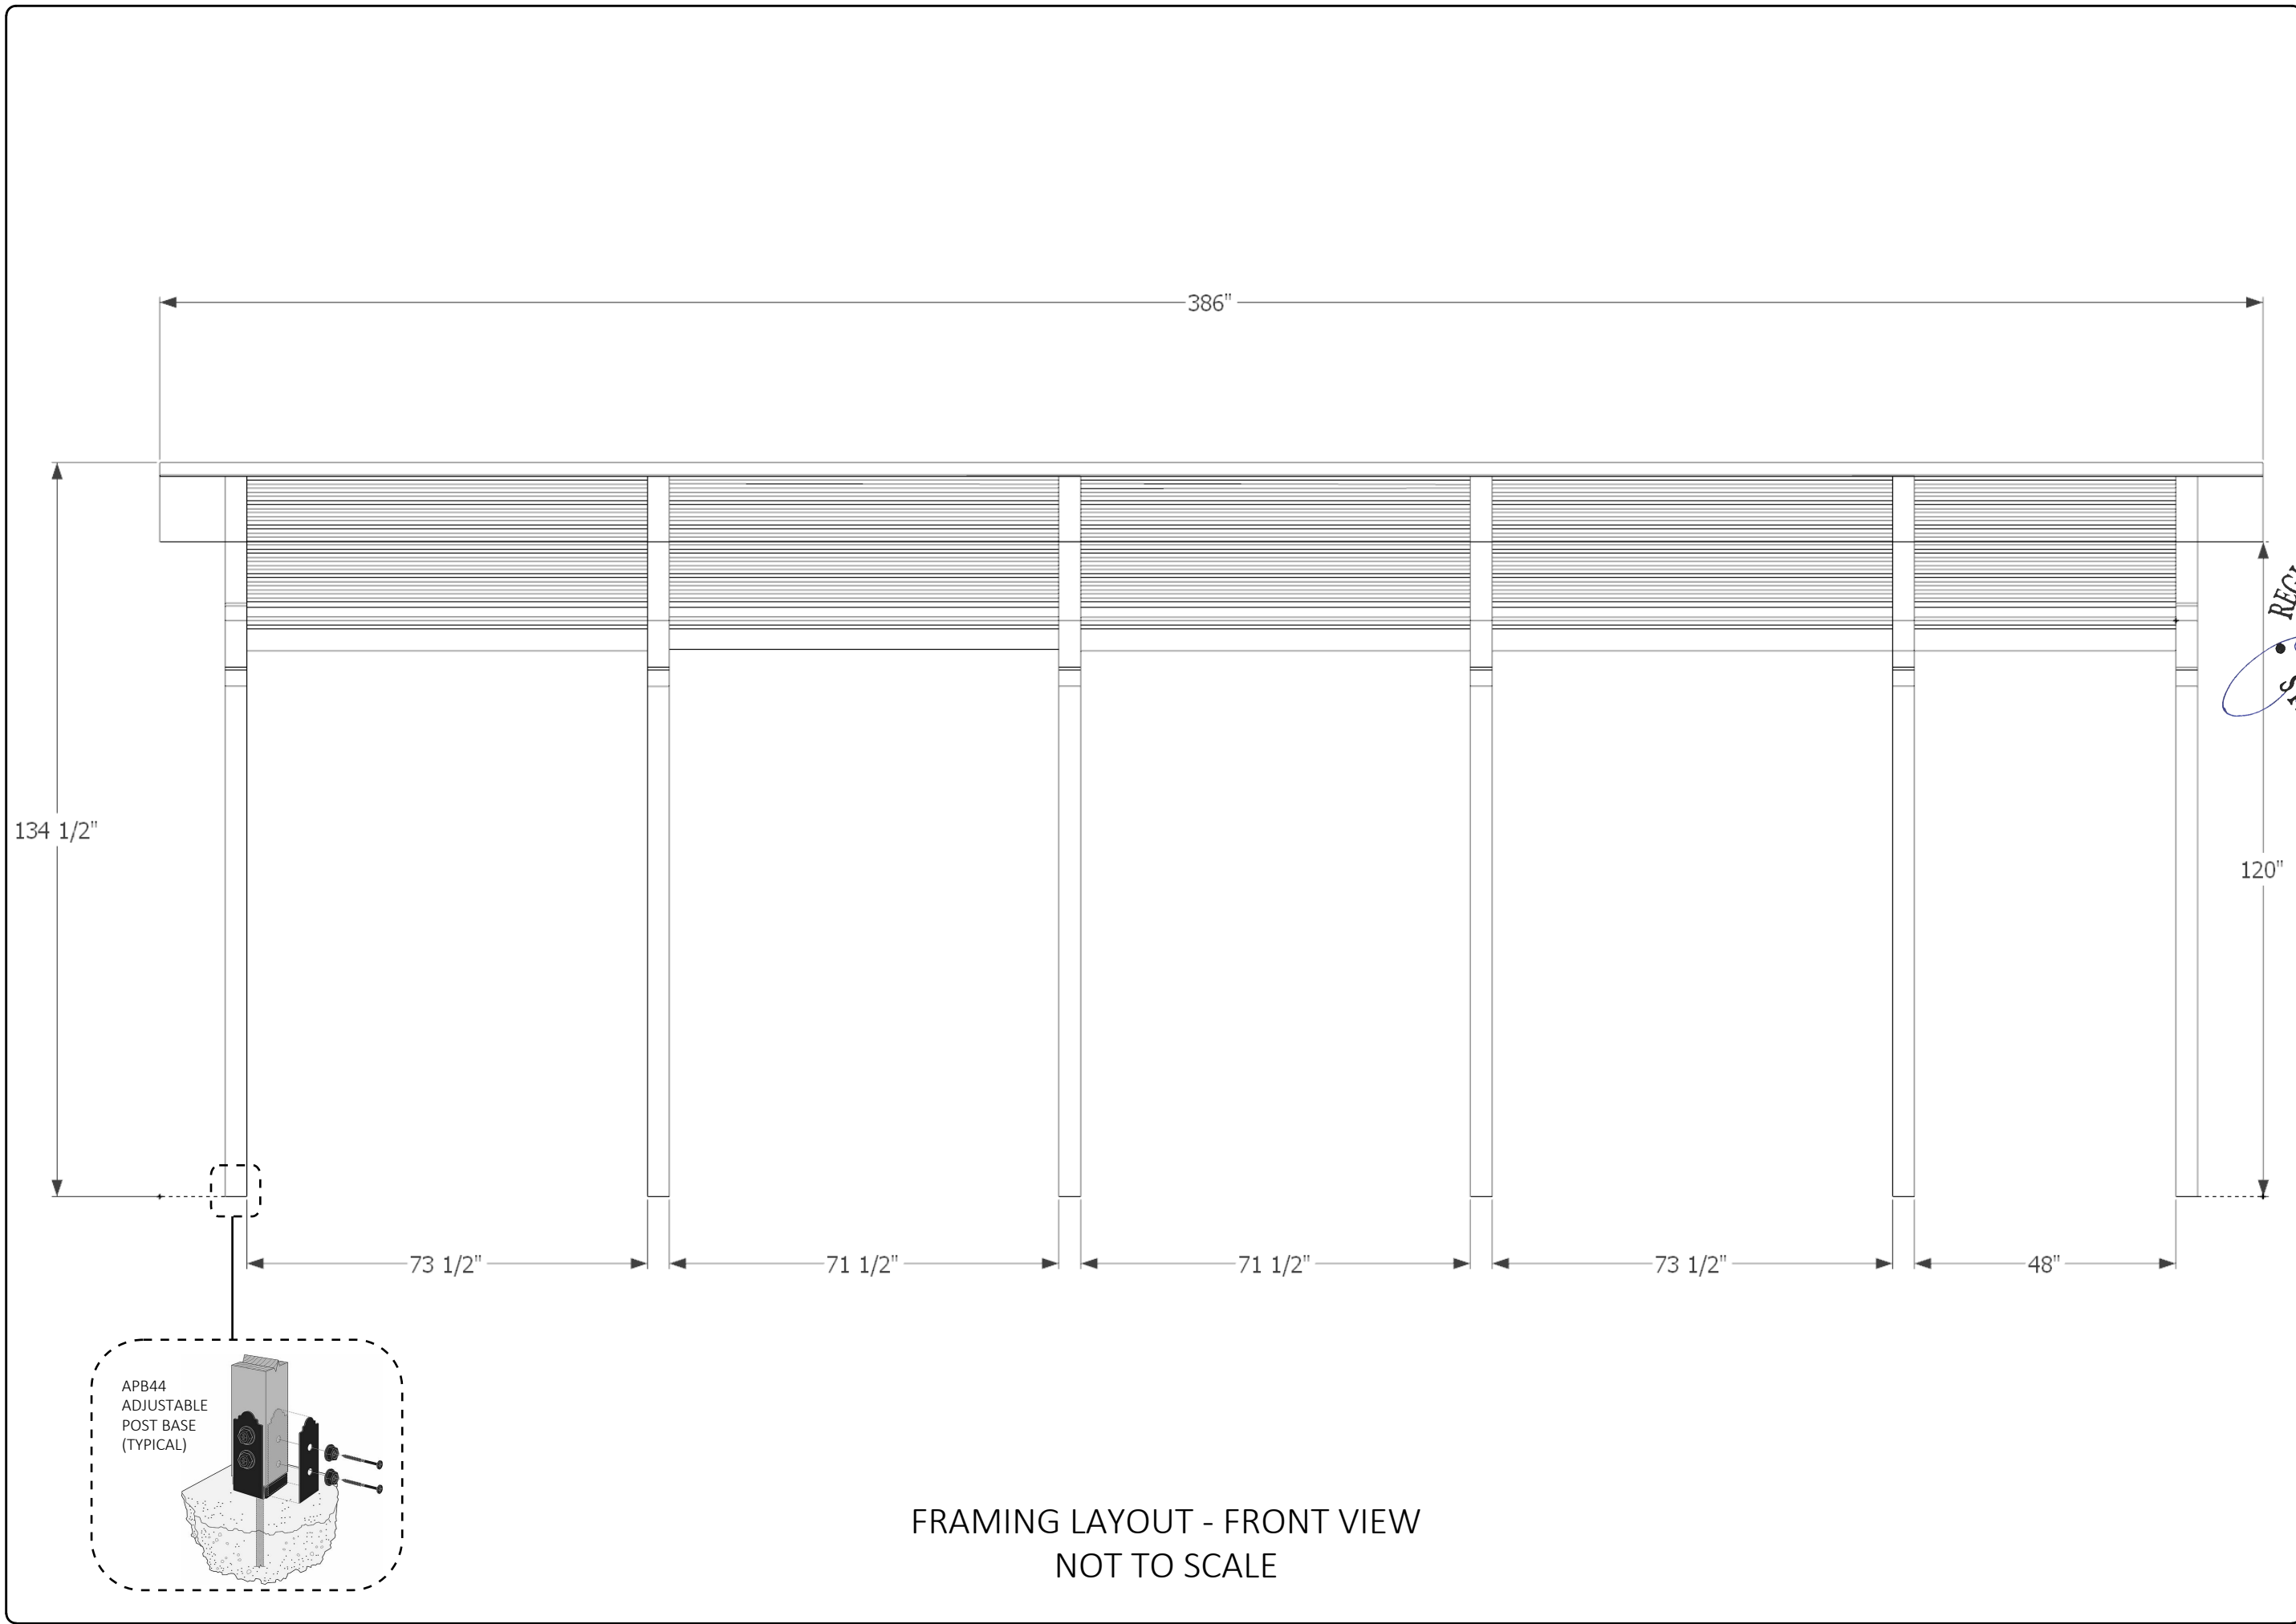 386"
134 1/2"
120"
73 1/2"
71 1/2"
71 1/2"
73 1/2"
48"
APB44
ADJUSTABLE
POST BASE
(TYPICAL)
FRAMING LAYOUT - FRONT VIEW
NOT TO SCALE